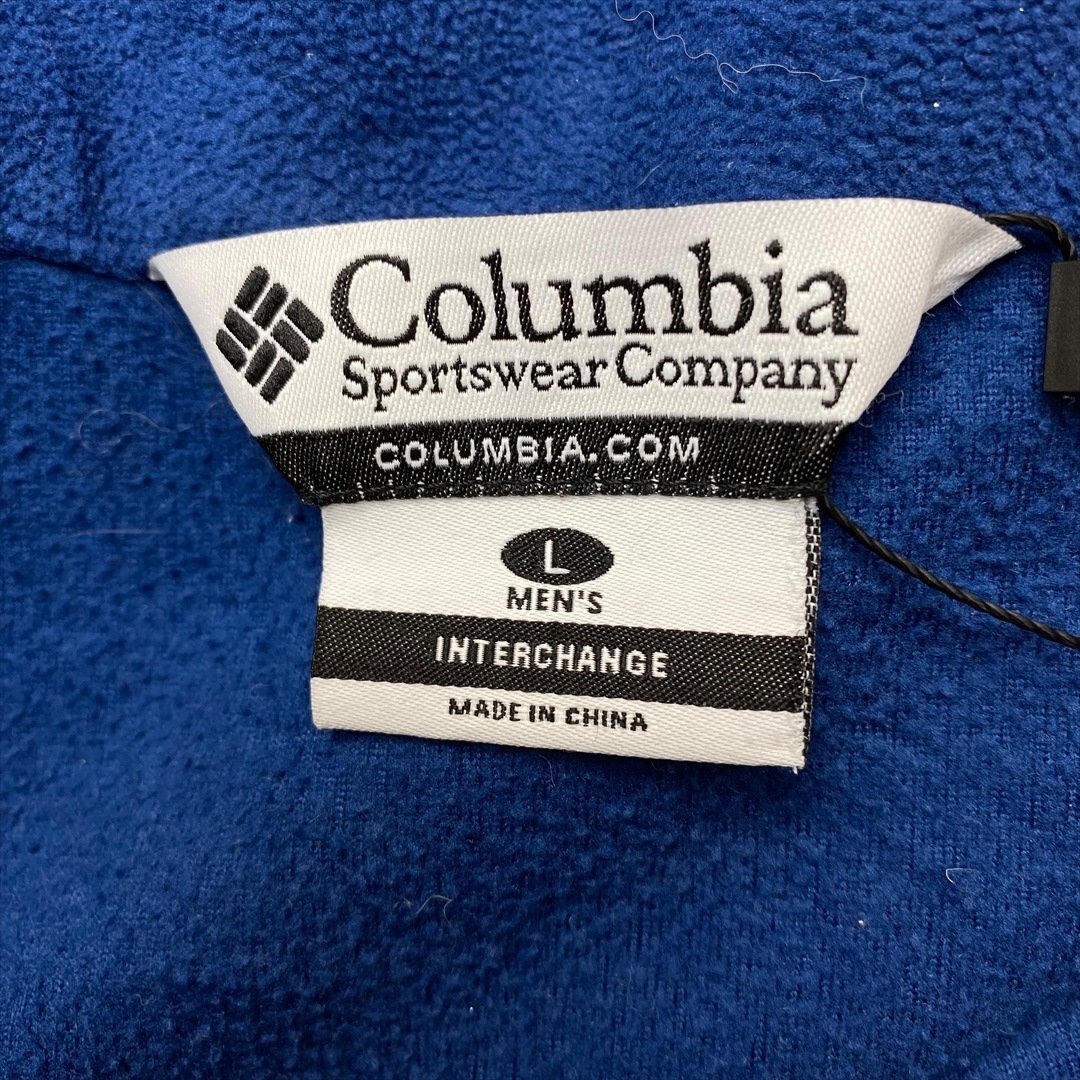 Columbia
Sportswear Company
COLUMBIA.COM
L
MEN'S
INTERCHANGE
MADE IN CHINA